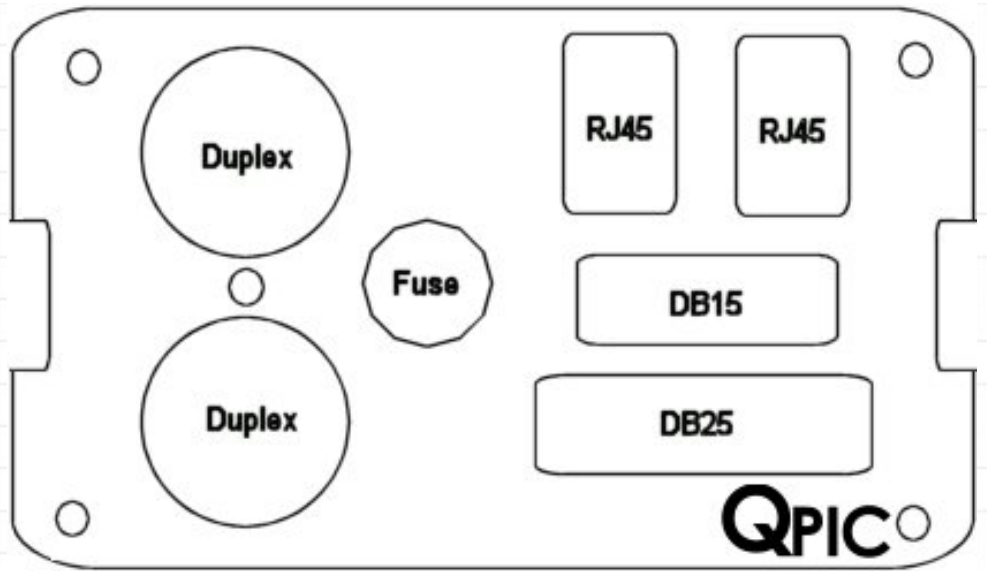 Duplex
RJ45
RJ45
Fuse
DB15
Duplex
DB25
QPIC